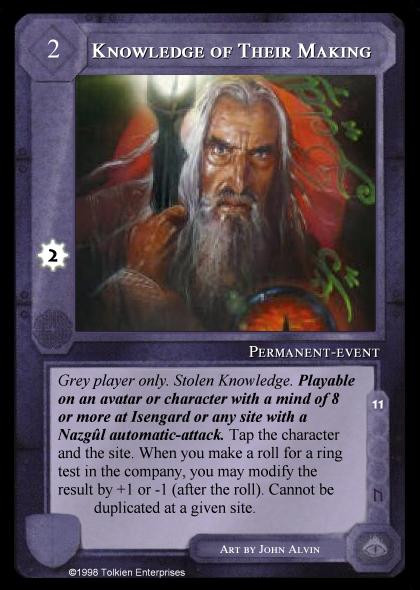 2
KNOWLEDGE OF THEIR MAKING
2
PERMANENT-EVENT
Grey player only. Stolen Knowledge. Playable
on an avatar or character with a mind of 8
or more at Isengard or any site with a
Nazgûl automatic-attack. Tap the character
and the site. When you make a roll for a ring
test in the company, you may modify the
result by +1 or -1 (after the roll). Cannot be
duplicated at a given site.
11
ART BY JOHN ALVIN
©1998 Tolkien Enterprises